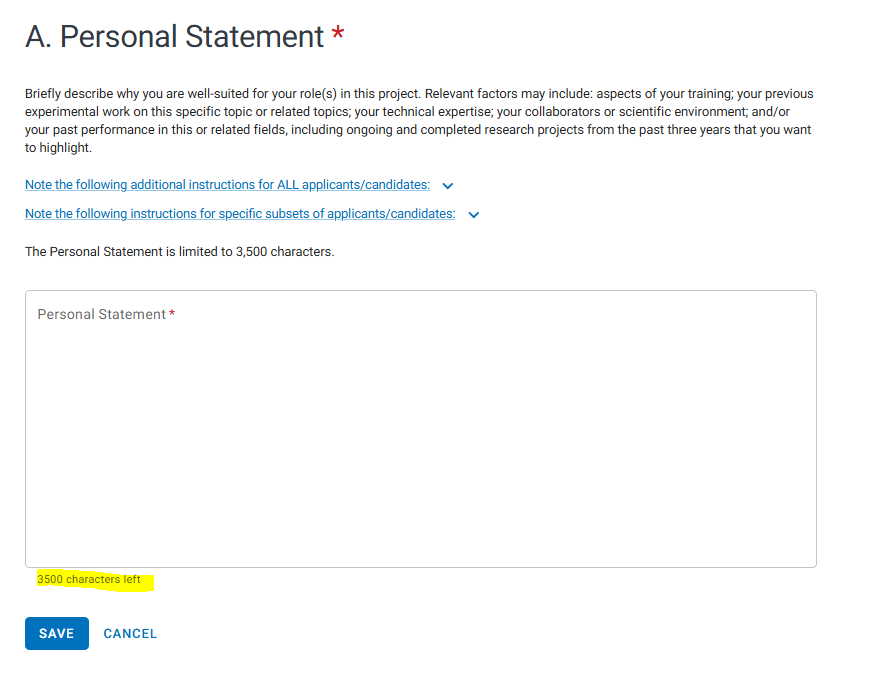 A. Personal Statement *
Briefly describe why you are well-suited for your role(s) in this project. Relevant factors may include: aspects of your training; your previous
experimental work on this specific topic or related topics; your technical expertise; your collaborators or scientific environment; and/or
your past performance in this or related fields, including ongoing and completed research projects from the past three years that you want
to highlight.
Note the following additional instructions for ALL applicants/candidates:
Note the following instructions for specific subsets of applicants/candidates:
The Personal Statement is limited to 3,500 characters.
Personal Statement *
3500 characters left
SAVE CANCEL